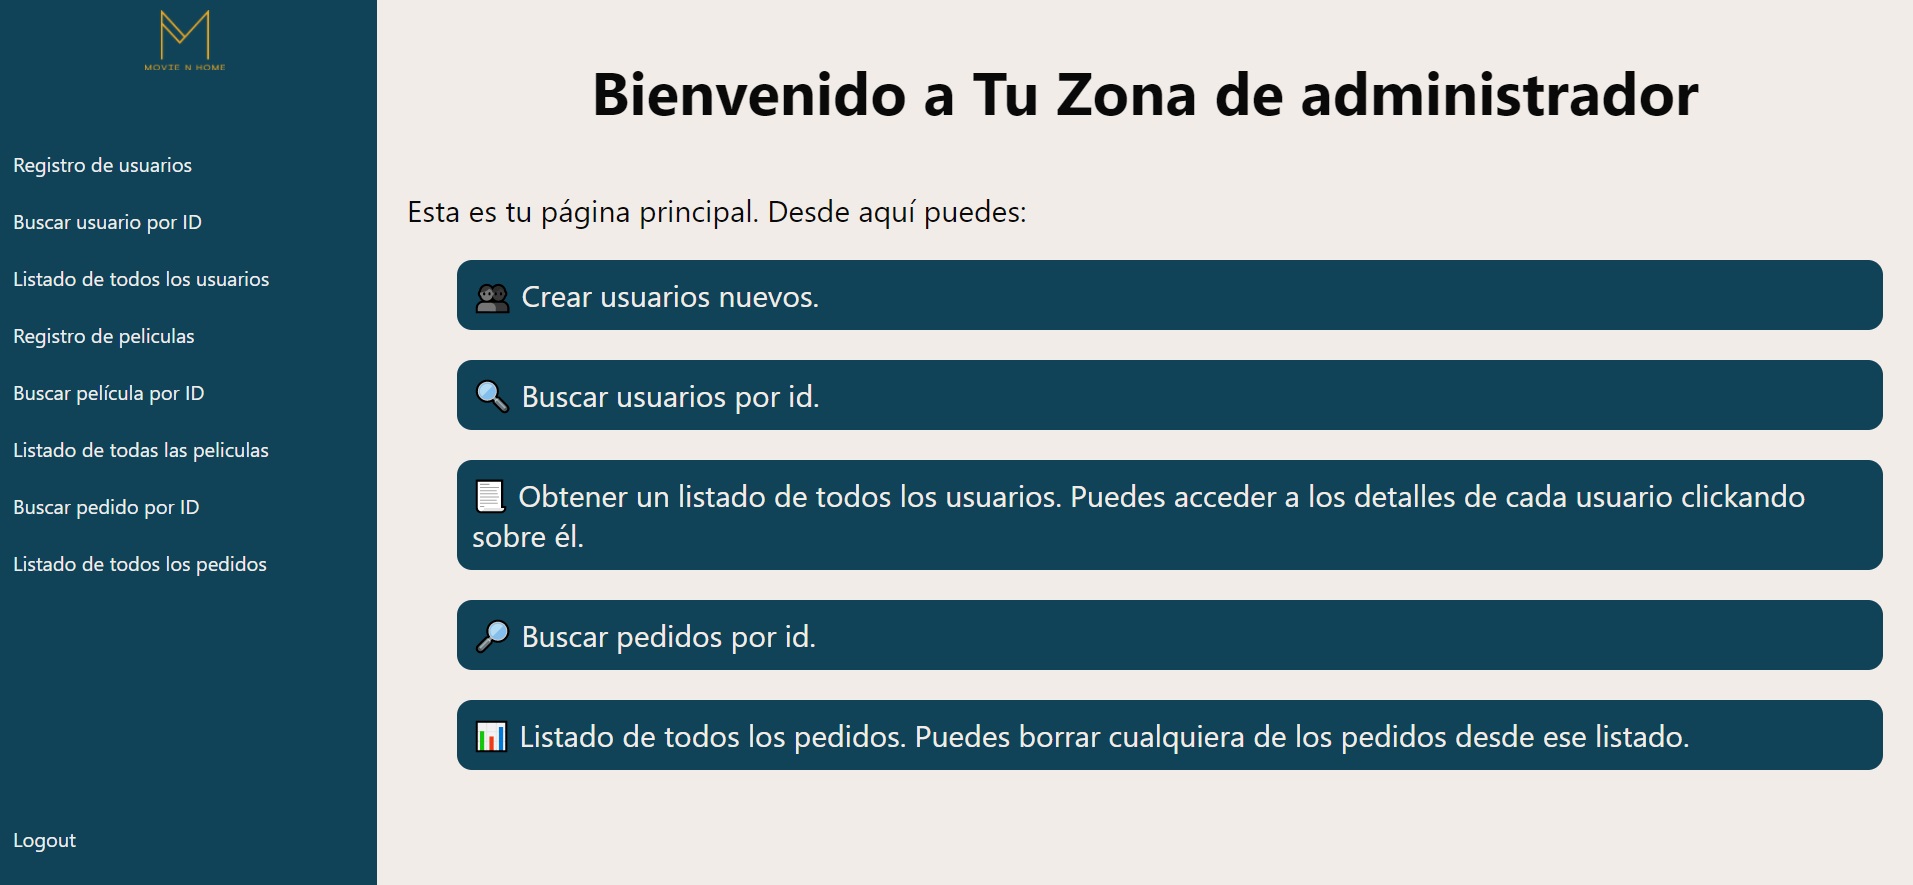 MOVIE N HOME
Registro de usuarios
Buscar usuario por ID
Listado de todos los usuarios
Registro de peliculas
Buscar película por ID
Listado de todas las peliculas
Buscar pedido por ID
Listado de todos los pedidos
Logout
Bienvenido a Tu Zona de administrador
Esta es tu página principal. Desde aquí puedes:
👥 Crear usuarios nuevos.
🔍 Buscar usuarios por id.
📃 Obtener un listado de todos los usuarios. Puedes acceder a los detalles de cada usuario clickando
sobre él.
🔎 Buscar pedidos por id.
📊 Listado de todos los pedidos. Puedes borrar cualquiera de los pedidos desde ese listado.